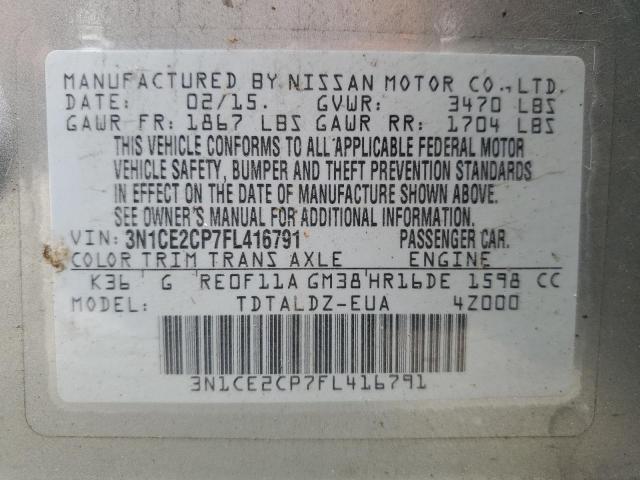 MANUFACTURED BY NISSAN MOTOR CO.,LTD.
DATE: 02/15. GVWR: 3470 LBS
GAWR FR: 1867 LBS GAWR RR: 1704 LBS
THIS VEHICLE CONFORMS TO ALL APPLICABLE FEDERAL MOTOR
VEHICLE SAFETY, BUMPER AND THEFT PREVENTION STANDARDS
IN EFFECT ON THE DATE OF MANUFACTURE SHOWN ABOVE.
SEE OWNER'S MANUAL FOR ADDITIONAL INFORMATION
VIN: 3N1CE2CP7FL416791 PASSENGER CAR.
COLOR TRIM TRANS AXLE ENGINE
K36 G RE0F11A GM38 HR16DE 1598 CC
MODEL: TDTALDZ-EUA 4Z000
3N1CE2CP7FL416791